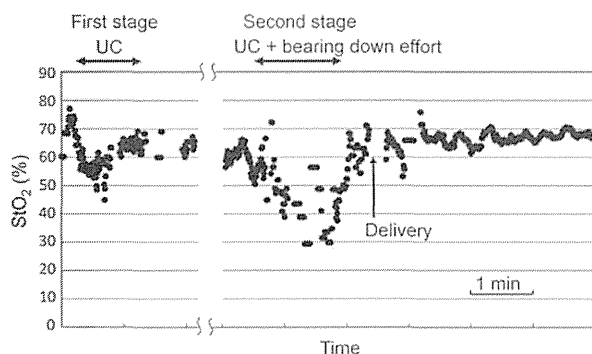 First stage
UC
Second stage
UC + bearing down effort
90
80
70
60
50
40
30
20
10
0
StO2 (%)
Delivery
1 min
Time